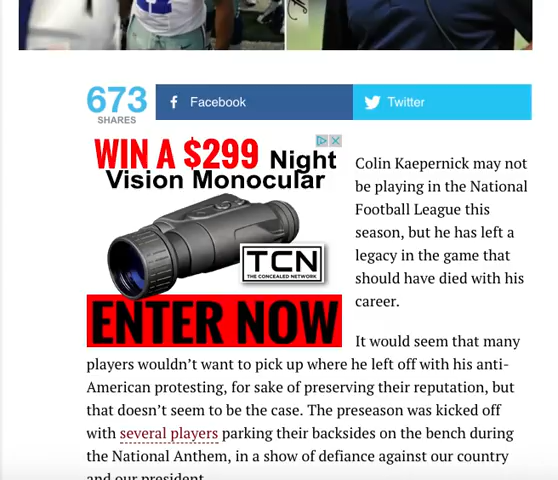 673
SHARES
Facebook
Twitter
WIN A $299 Night
Vision Monocular
TCN
THE CONCEALED NETWORK
ENTER NOW
Colin Kaepernick may not
be playing in the National
Football League this
season, but he has left a
legacy in the game that
should have died with his
career.
It would seem that many
players wouldn't want to pick up where he left off with his anti-
American protesting, for sake of preserving their reputation, but
that doesn't seem to be the case. The preseason was kicked off
with several players parking their backsides on the bench during
the National Anthem, in a show of defiance against our country
and our president